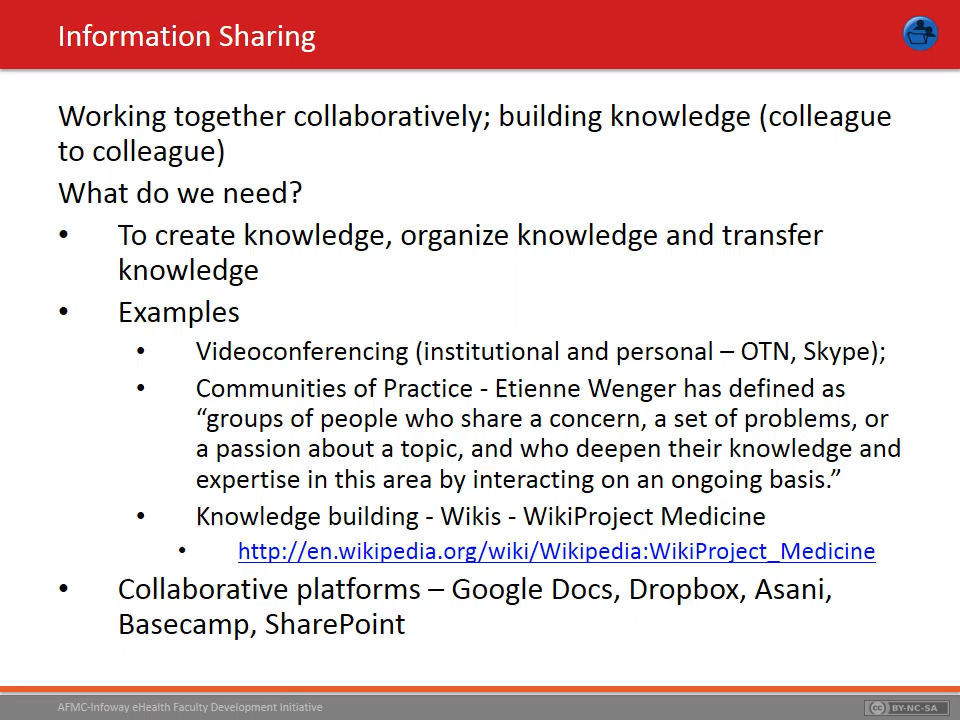 Information Sharing
Working together collaboratively; building knowledge (colleague
to colleague)
What do we need?
• To create knowledge, organize knowledge and transfer
knowledge
• Examples
• Videoconferencing (institutional and personal – OTN, Skype);
• Communities of Practice - Etienne Wenger has defined as
“groups of people who share a concern, a set of problems, or
a passion about a topic, and who deepen their knowledge and
expertise in this area by interacting on an ongoing basis.”
• Knowledge building - Wikis - WikiProject Medicine
• http://en.wikipedia.org/wiki/Wikipedia:WikiProject_Medicine
• Collaborative platforms – Google Docs, Dropbox, Asani,
Basecamp, SharePoint
AFMC-Infoway eHealth Faculty Development Initiative
cc BY-NC-SA